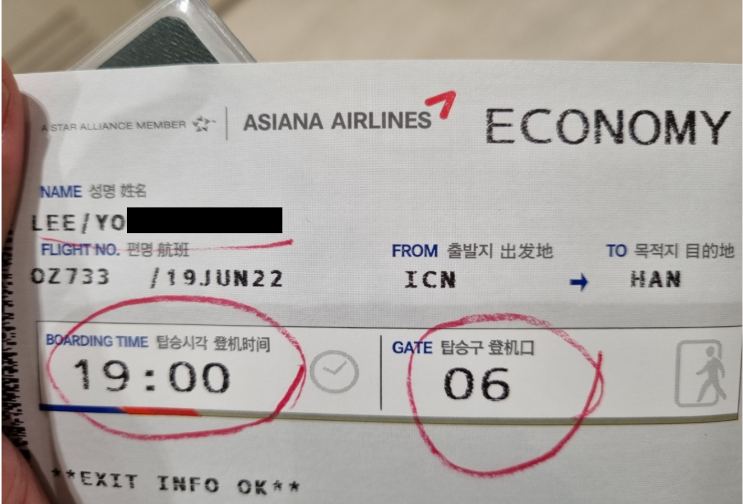 A STAR ALLIANCE MEMBER ASIANA AIRLINES ECONOMY
NAME 성명 姓名
LEE/YO
FLIGHT NO. 편명 航班 FROM 출발지 出发地 TO 목적지 目的地
OZ733 /19JUN22 ICN → HAN
BOARDING TIME 탑승시각 登机时间 GATE 탑승구 登机口
19:00 06
**EXIT INFO OK**